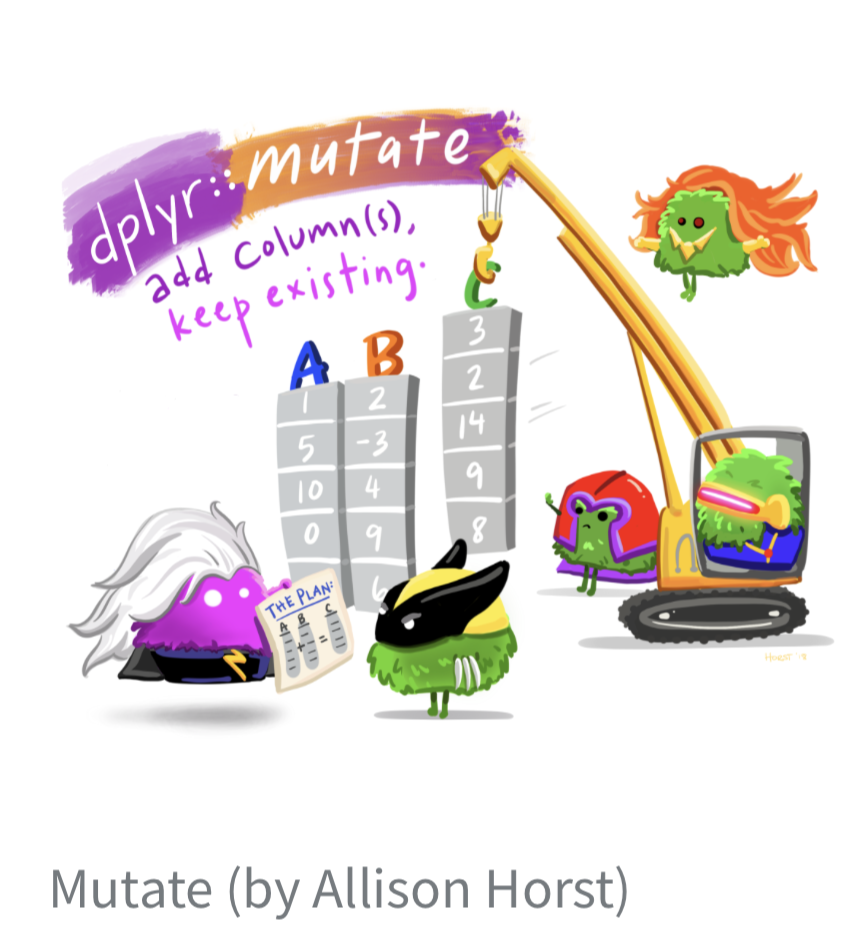 dplyr::mutate
add column(s),
keep existing.
A B C
1 2 3
5 -3 2
10 4 14
0 9 9
6 8
THE PLAN:
A B C
+ =
HORST '18
Mutate (by Allison Horst)